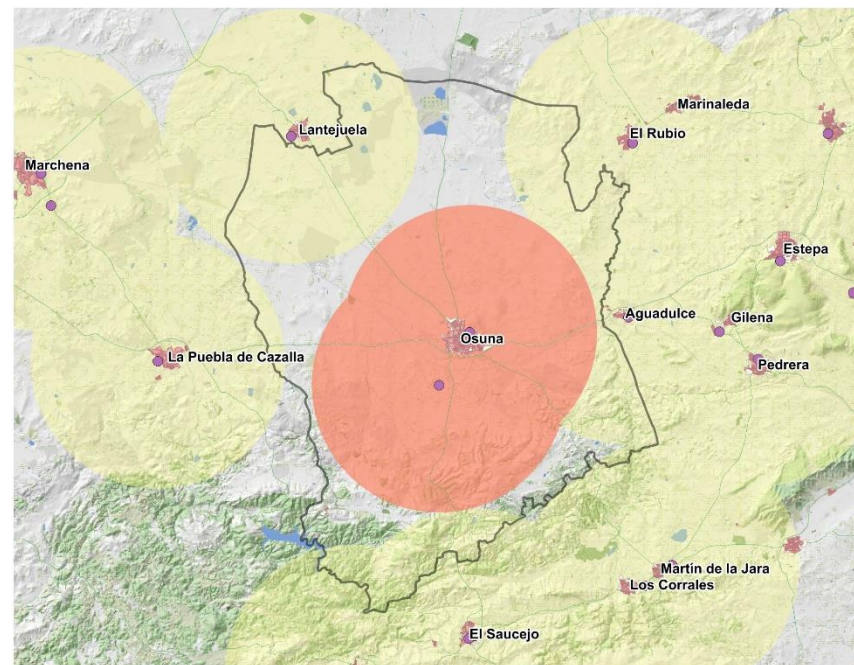 Marinaleda
Lantejuela
El Rubio
Marchena
Estepa
Aguadulce
Gilena
Osuna
La Puebla de Cazalla
Pedrera
Martín de la Jara
Los Corrales
El Saucejo